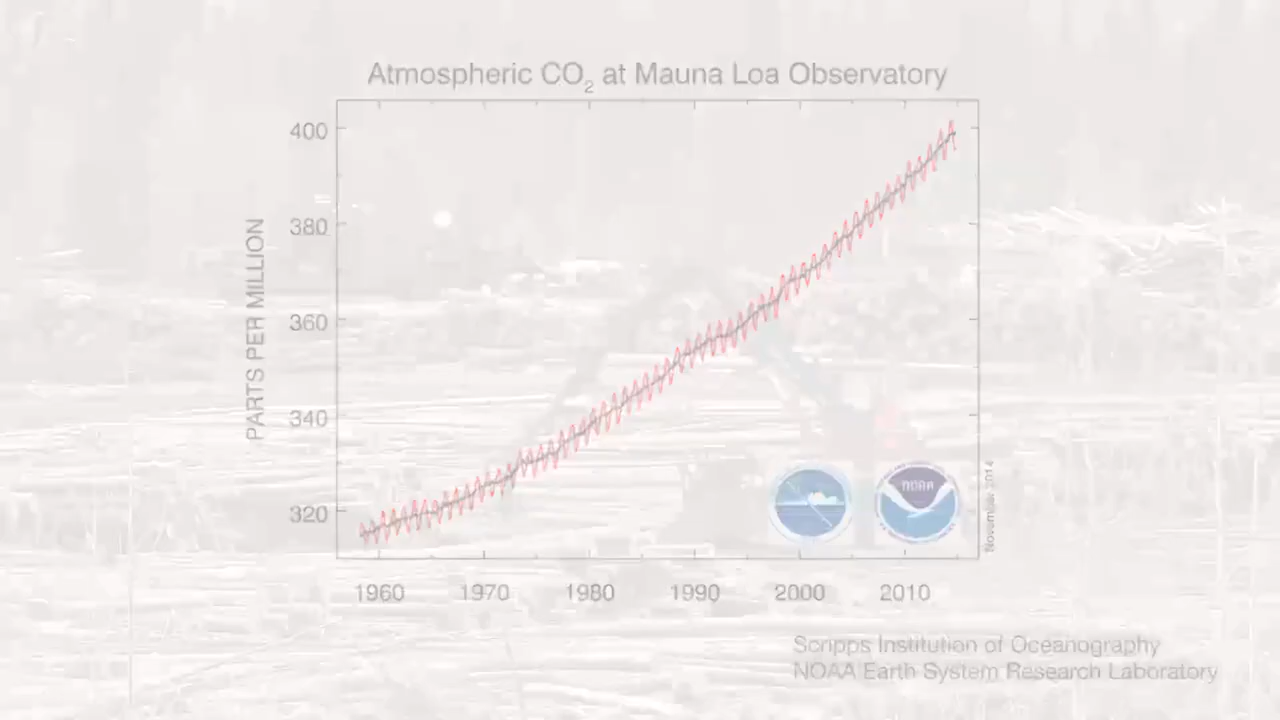 Atmospheric CO₂ at Mauna Loa Observatory
PARTS PER MILLION
400
380
360
340
320
1960 1970 1980 1990 2000 2010
NOAA
November 2014
Scripps Institution of Oceanography
NOAA Earth System Research Laboratory